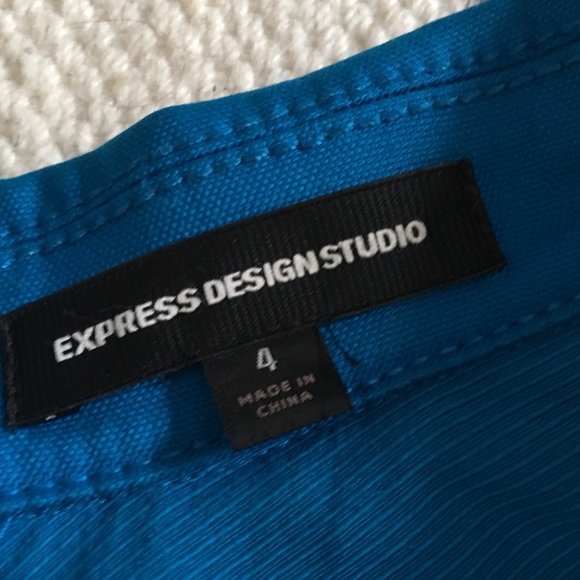 EXPRESS DESIGN STUDIO
4
MADE IN
CHINA